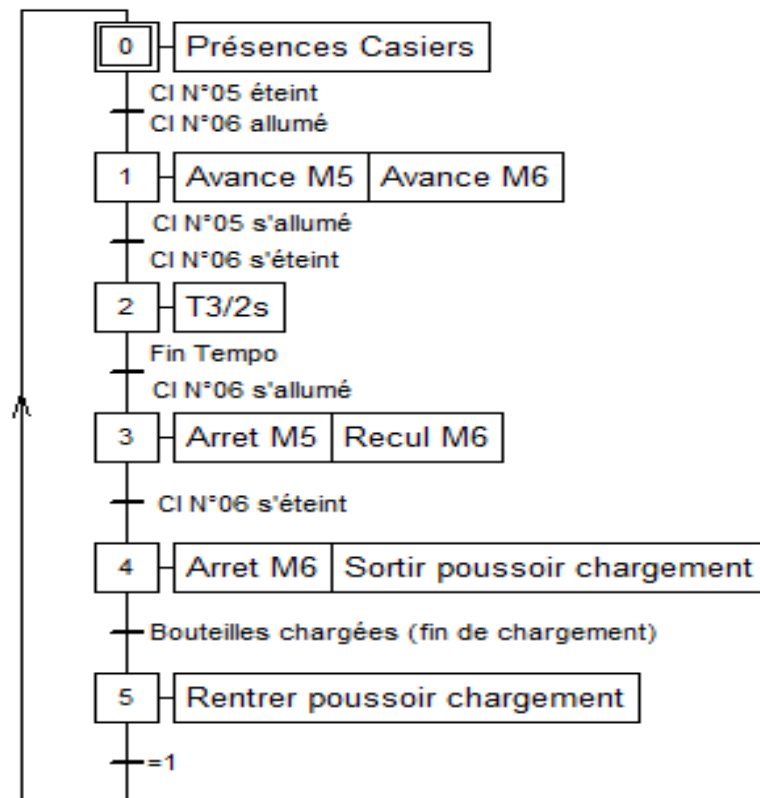 0 Présences Casiers
CI N°05 éteint
CI N°06 allumé
1 Avance M5 Avance M6
CI N°05 s'allumé
CI N°06 s'éteint
2 T3/2s
Fin Tempo
CI N°06 s'allumé
3 Arret M5 Recul M6
CI N°06 s'éteint
4 Arret M6 Sortir poussoir chargement
Bouteilles chargées (fin de chargement)
5 Rentrer poussoir chargement
=1